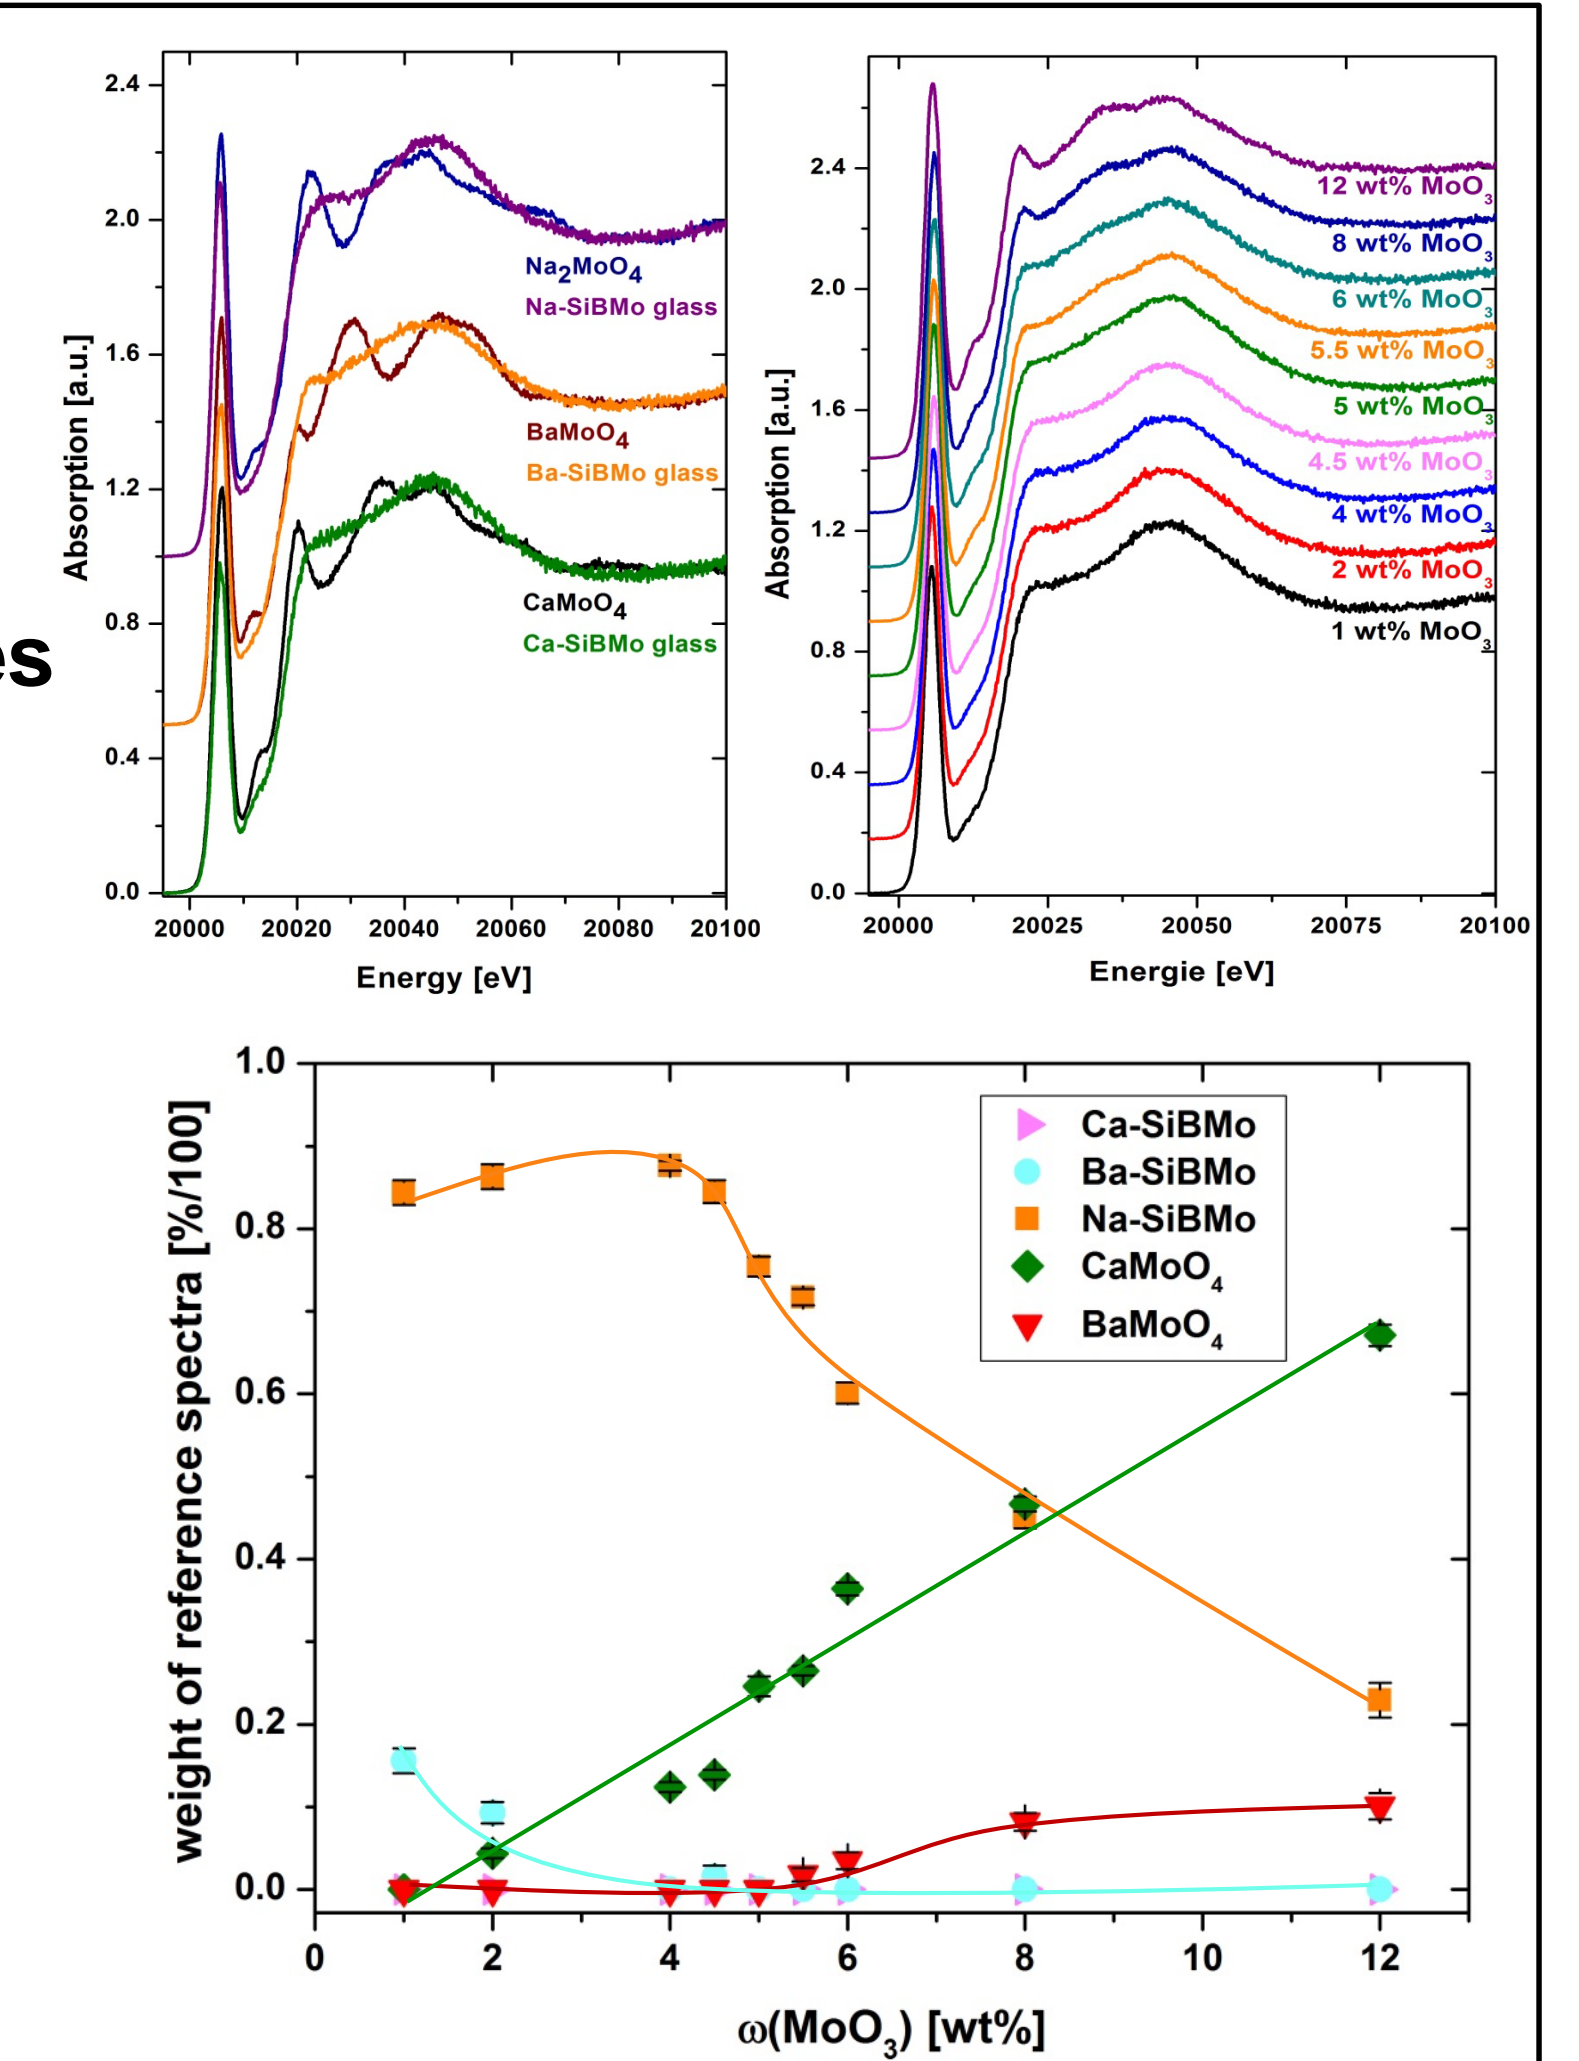 es
Absorption [a.u.]
2.4
2.0
1.6
1.2
0.8
0.4
0.0
Na2MoO4
Na-SiBMo glass
BaMoO4
Ba-SiBMo glass
CaMoO4
Ca-SiBMo glass
20000 20020 20040 20060 20080 20100
Energy [eV]
Absorption [a.u.]
2.4
2.0
1.6
1.2
0.8
0.4
0.0
12 wt% MoO3
8 wt% MoO3
6 wt% MoO3
5.5 wt% MoO3
5 wt% MoO3
4.5 wt% MoO3
4 wt% MoO3
2 wt% MoO3
1 wt% MoO3
20000 20025 20050 20075 20100
Energie [eV]
weight of reference spectra [%/100]
1.0
0.8
0.6
0.4
0.2
0.0
Ca-SiBMo
Ba-SiBMo
Na-SiBMo
CaMoO4
BaMoO4
0 2 4 6 8 10 12
ω(MoO3) [wt%]